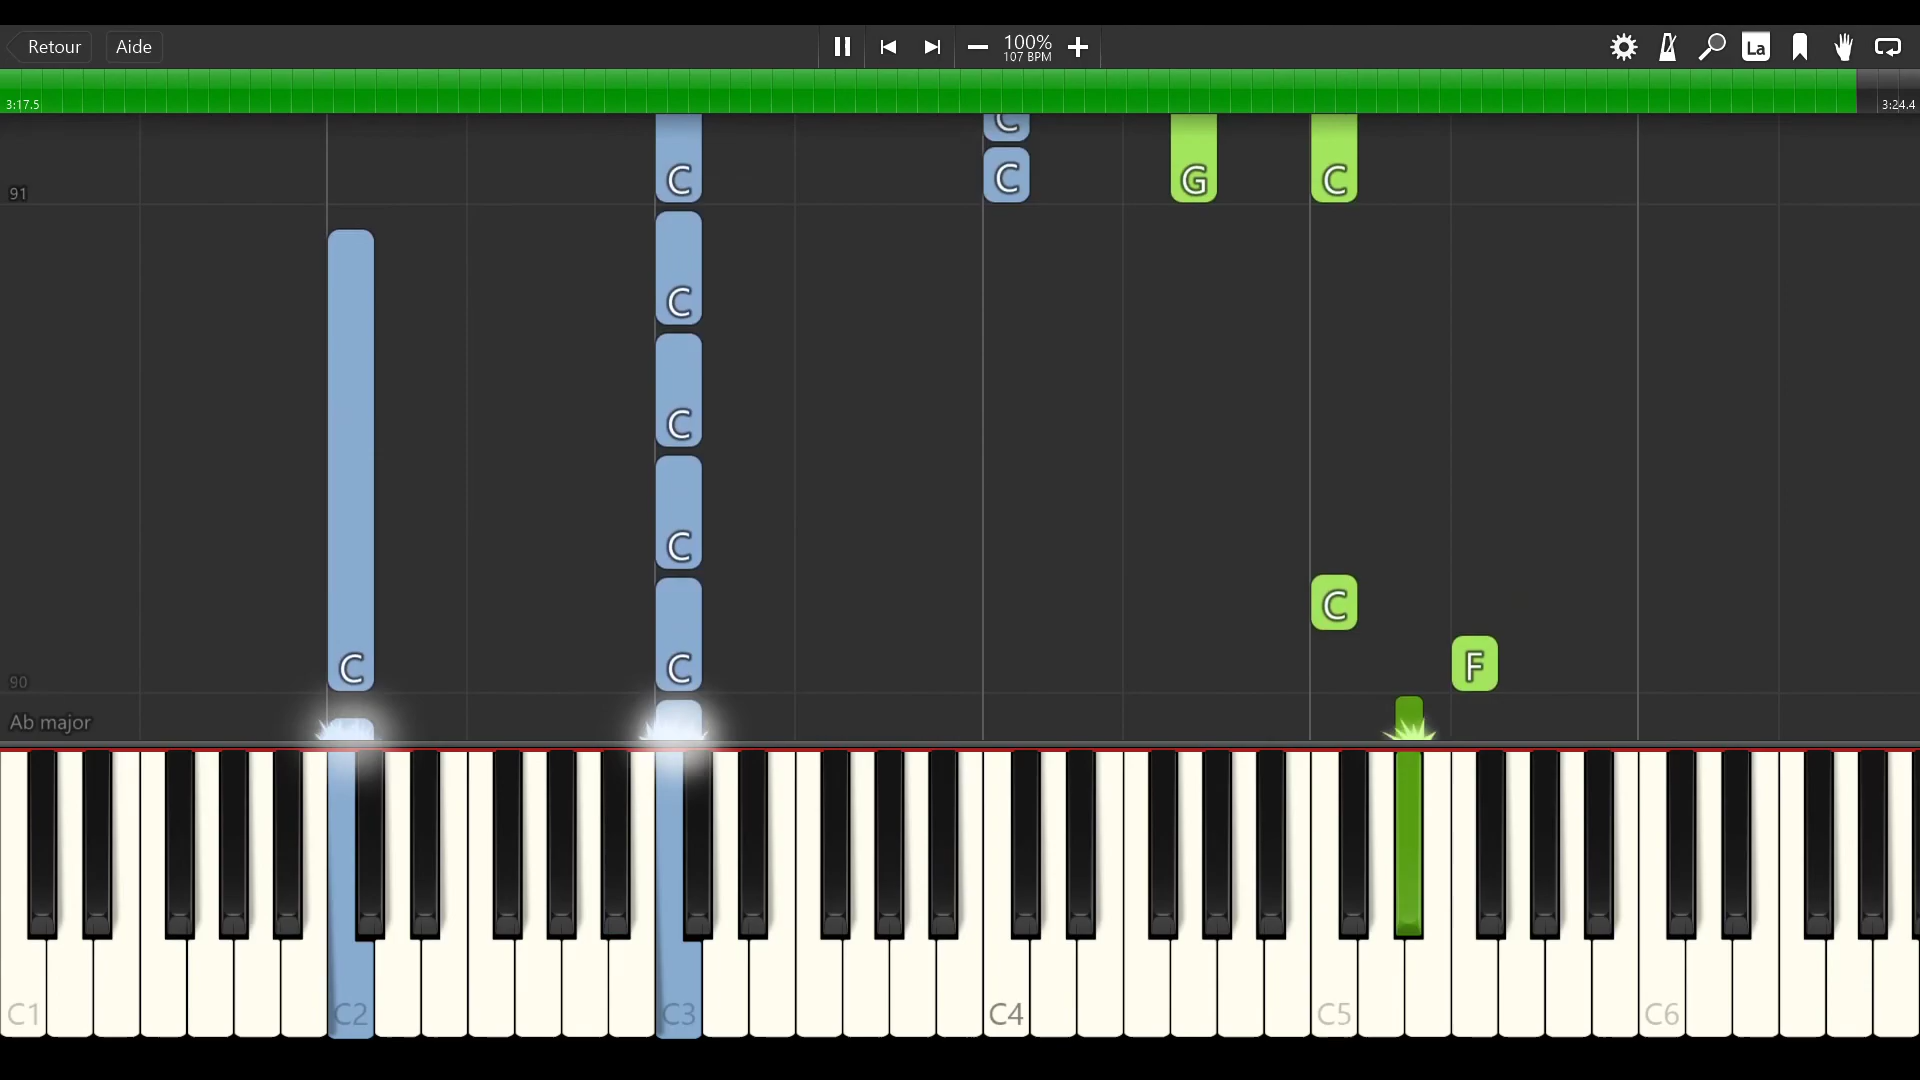 Retour Aide 100% La
107 BPM
3:17.5 3:24.4
C
C C G C
91
C
C
C
C
F
C C
90
Ab major
C1 C2 C3 C4 C5 C6